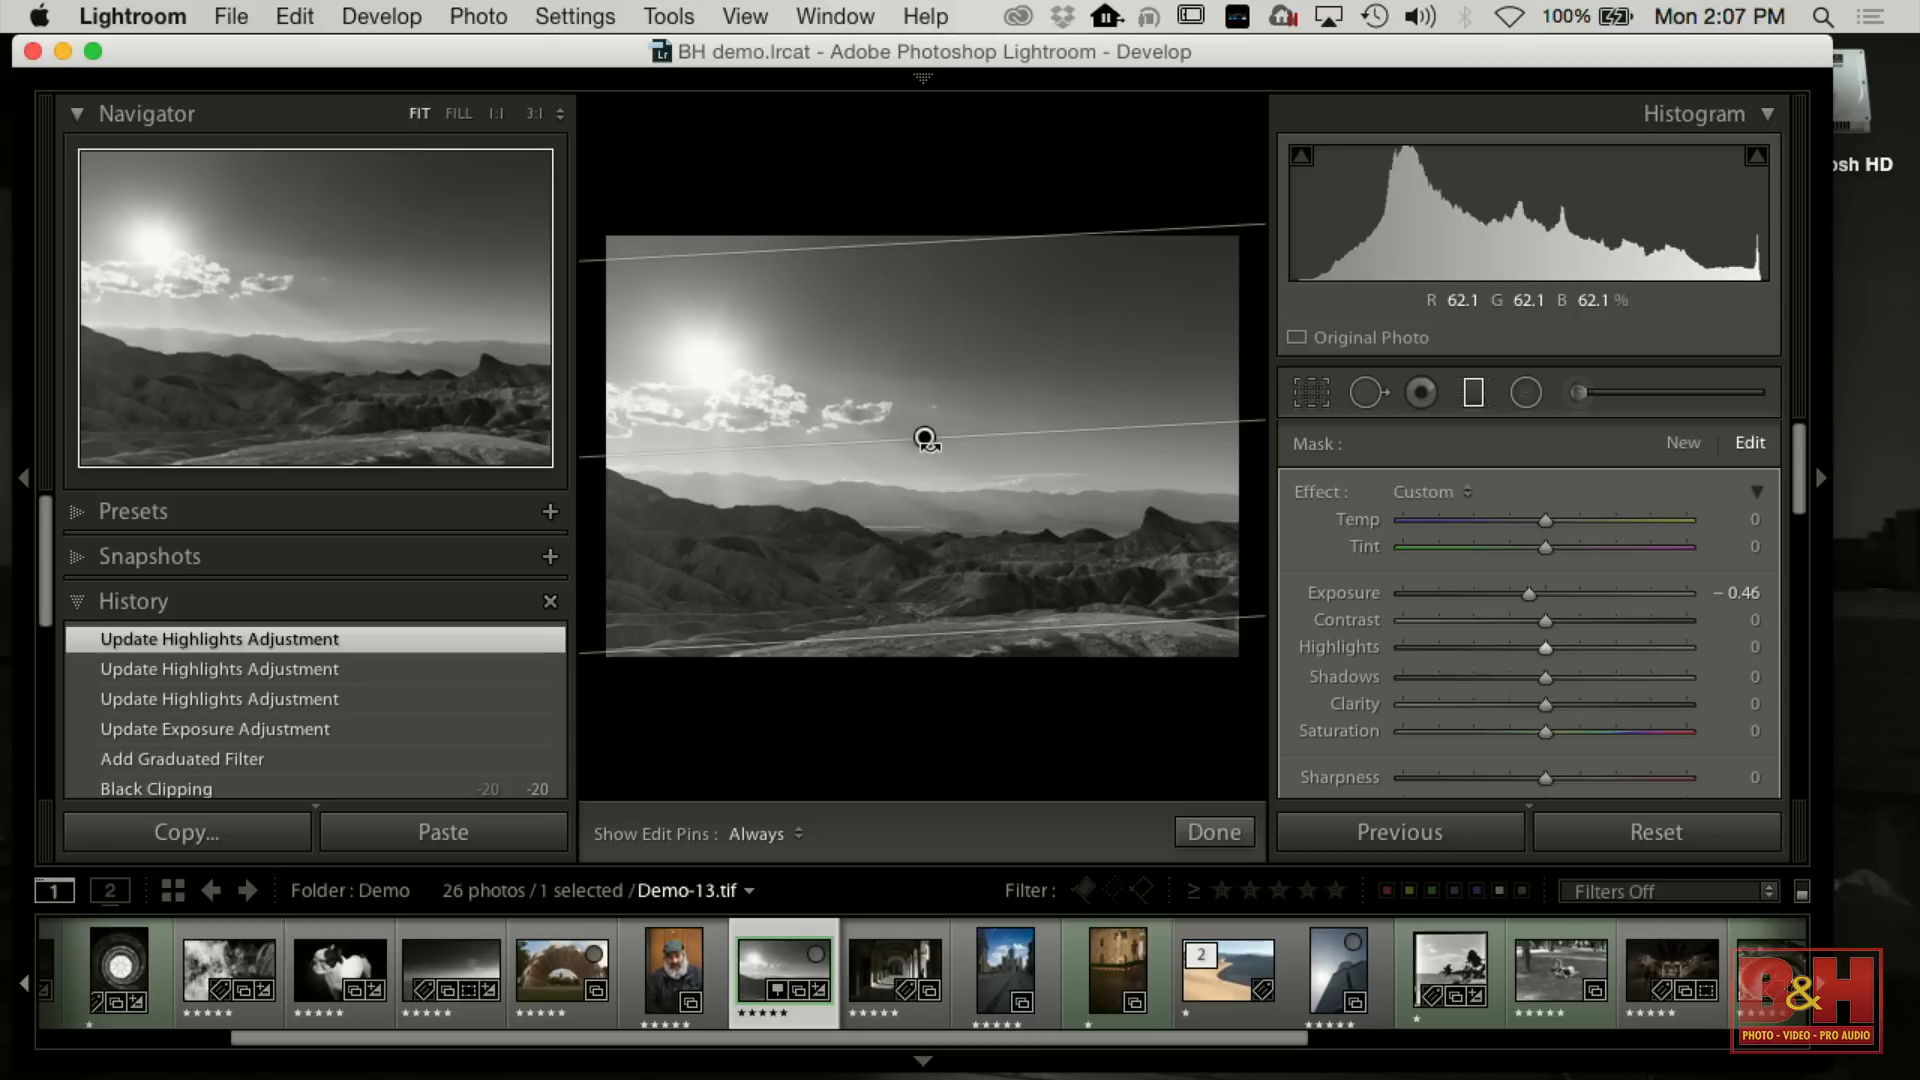 Lightroom File Edit Develop Photo Settings Tools View Window Help 100% Mon 2:07 PM
BH demo.lrcat - Adobe Photoshop Lightroom - Develop
Navigator FIT FILL 1:1 3:1
Histogram
osh HD
R 62.1 G 62.1 B 62.1 %
Original Photo
Mask : New Edit
Effect : Custom
Temp 0
Tint 0
Exposure – 0.46
Contrast 0
Highlights 0
Shadows 0
Clarity 0
Saturation 0
Sharpness 0
Presets
Snapshots
History
Update Highlights Adjustment
Update Highlights Adjustment
Update Highlights Adjustment
Update Exposure Adjustment
Add Graduated Filter
Black Clipping -20 -20
Copy... Paste
Show Edit Pins : Always Done
Previous Reset
1 2 Folder : Demo 26 photos / 1 selected / Demo-13.tif Filter : Filters Off
2
B&H
PHOTO - VIDEO - PRO AUDIO